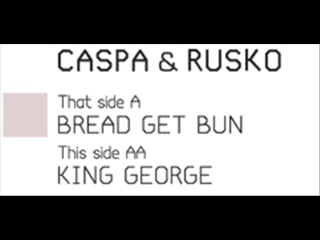 CASPA & RUSKO
That side A
BREAD GET BUN
This side AA
KING GEORGE